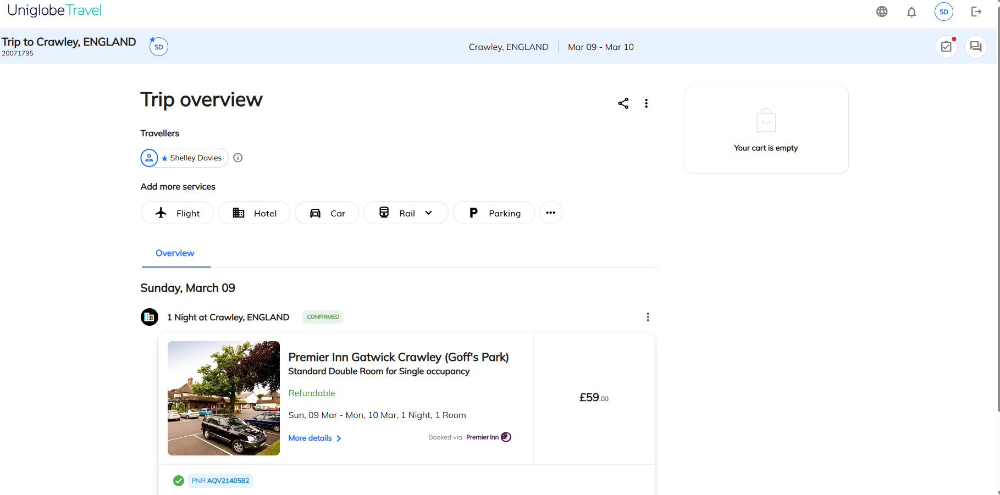 UniglobeTravel
SD
Trip to Crawley, ENGLAND
20071795
SD
Crawley, ENGLAND
Mar 09 - Mar 10
Trip overview
Your cart is empty
Travellers
Shelley Davies
Add more services
Flight
Hotel
Car
Rail
P Parking
Overview
Sunday, March 09
1 Night at Crawley, ENGLAND
CONFIRMED
Premier Inn Gatwick Crawley (Goff's Park)
Standard Double Room for Single occupancy
Refundable
£59.00
Sun, 09 Mar - Mon, 10 Mar, 1 Night, 1 Room
More details
Booked via Premier Inn
PNR AQV2140582